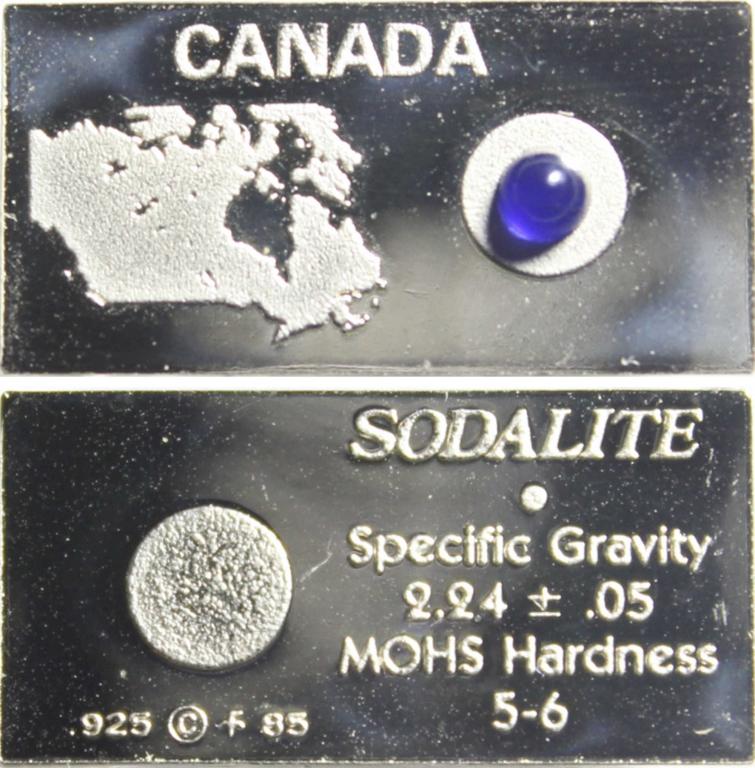 CANADA
SODALITE
Specific Gravity
2.24 ± .05
MOHS Hardness
5-6
.925 © F 85